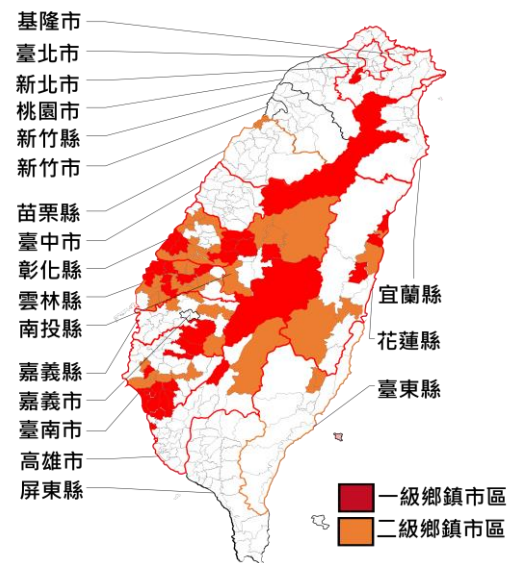 基隆市
臺北市
新北市
桃園市
新竹縣
新竹市
苗栗縣
臺中市
彰化縣
雲林縣
南投縣
嘉義縣
嘉義市
臺南市
高雄市
屏東縣
宜蘭縣
花蓮縣
臺東縣
一級鄉鎮市區
二級鄉鎮市區